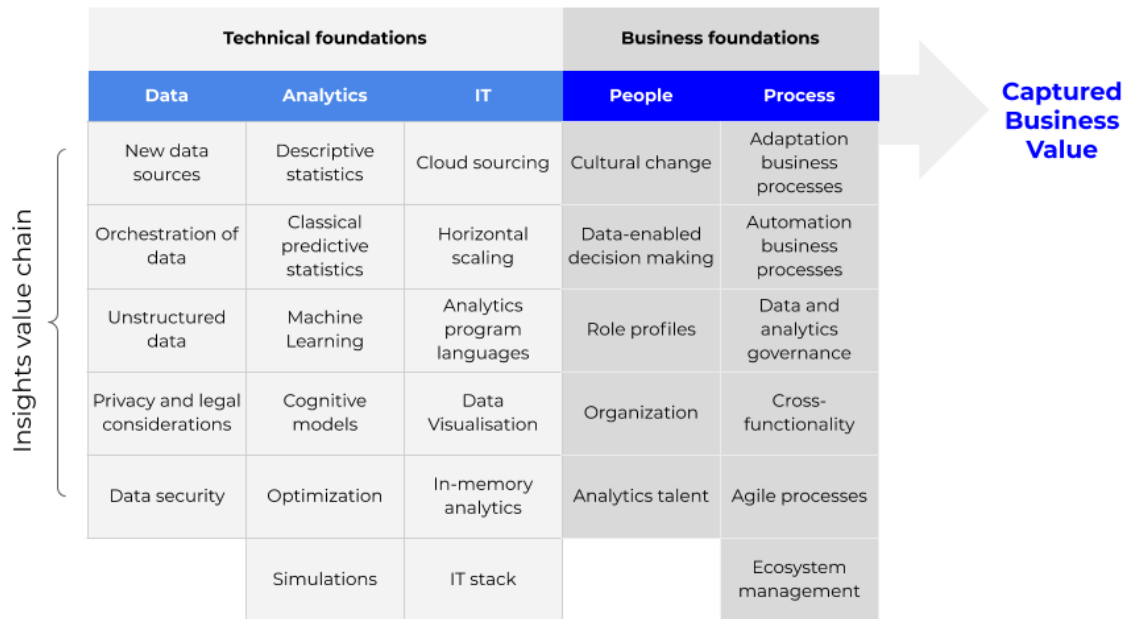 Technical foundations
Business foundations
Data
Analytics
IT
People
Process
Captured
Business
Value
Insights value chain
New data
sources
Descriptive
statistics
Cloud sourcing
Cultural change
Adaptation
business
processes
Orchestration of
data
Classical
predictive
statistics
Horizontal
scaling
Data-enabled
decision making
Automation
business
processes
Unstructured
data
Machine
Learning
Analytics
program
languages
Role profiles
Data and
analytics
governance
Privacy and legal
considerations
Cognitive
models
Data
Visualisation
Organization
Cross-
functionality
Data security
Optimization
In-memory
analytics
Analytics talent
Agile processes
Simulations
IT stack
Ecosystem
management